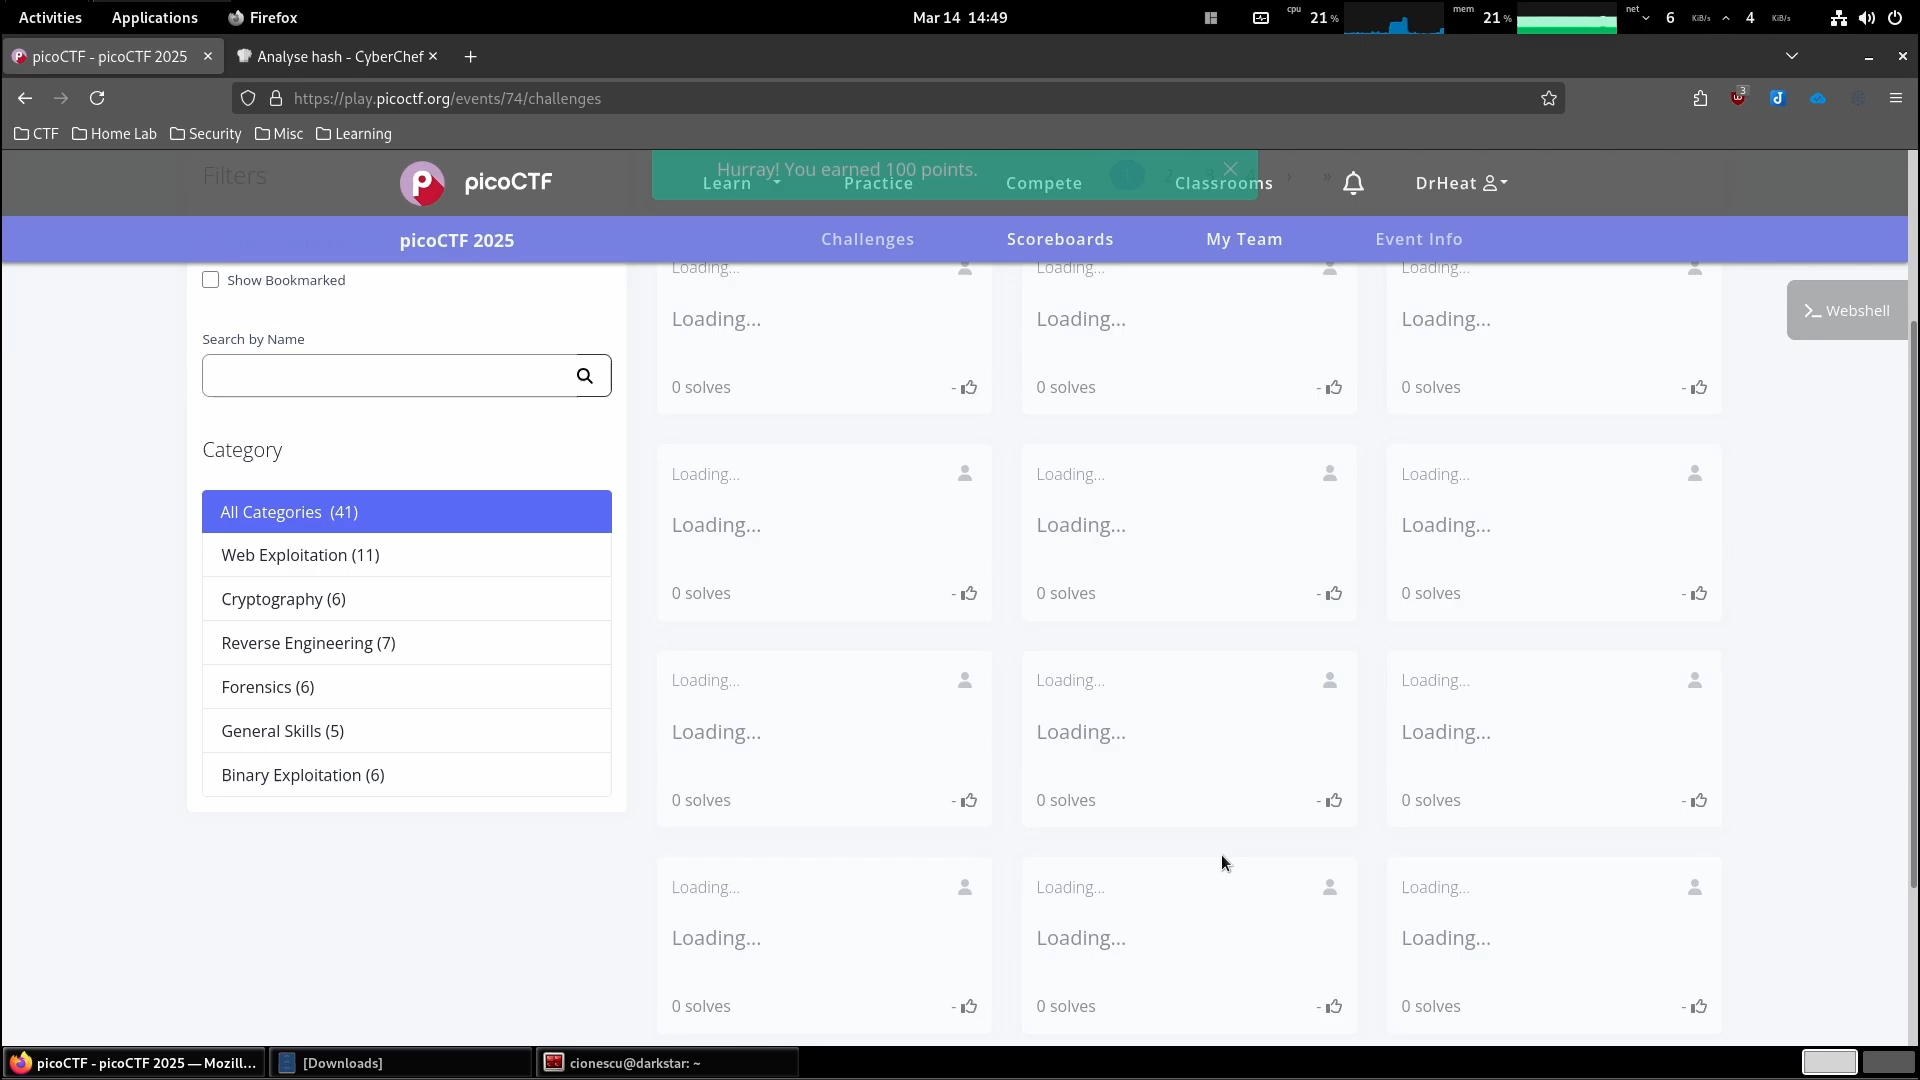 Activities Applications Firefox Mar 14 14:49 cpu 21 % mem 21 % net 6 KiB/s 4 KiB/s
picoCTF - picoCTF 2025 Analyse hash - CyberChef
https://play.picoctf.org/events/74/challenges 3
CTF Home Lab Security Misc Learning
Filters
Hurray! You earned 100 points.
picoCTF Learn Practice Compete Classrooms DrHeat
picoCTF 2025 Challenges Scoreboards My Team Event Info
Show Bookmarked
Search by Name
Category
All Categories (41)
Web Exploitation (11)
Cryptography (6)
Reverse Engineering (7)
Forensics (6)
General Skills (5)
Binary Exploitation (6)
Loading... Loading... Loading...
Loading... Loading... Loading...
0 solves - 0 solves - 0 solves -
Loading... Loading... Loading...
Loading... Loading... Loading...
0 solves - 0 solves - 0 solves -
Loading... Loading... Loading...
Loading... Loading... Loading...
0 solves - 0 solves - 0 solves -
Loading... Loading... Loading...
Loading... Loading... Loading...
0 solves - 0 solves - 0 solves -
Webshell
picoCTF - picoCTF 2025 — Mozill... [Downloads] cionescu@darkstar: ~